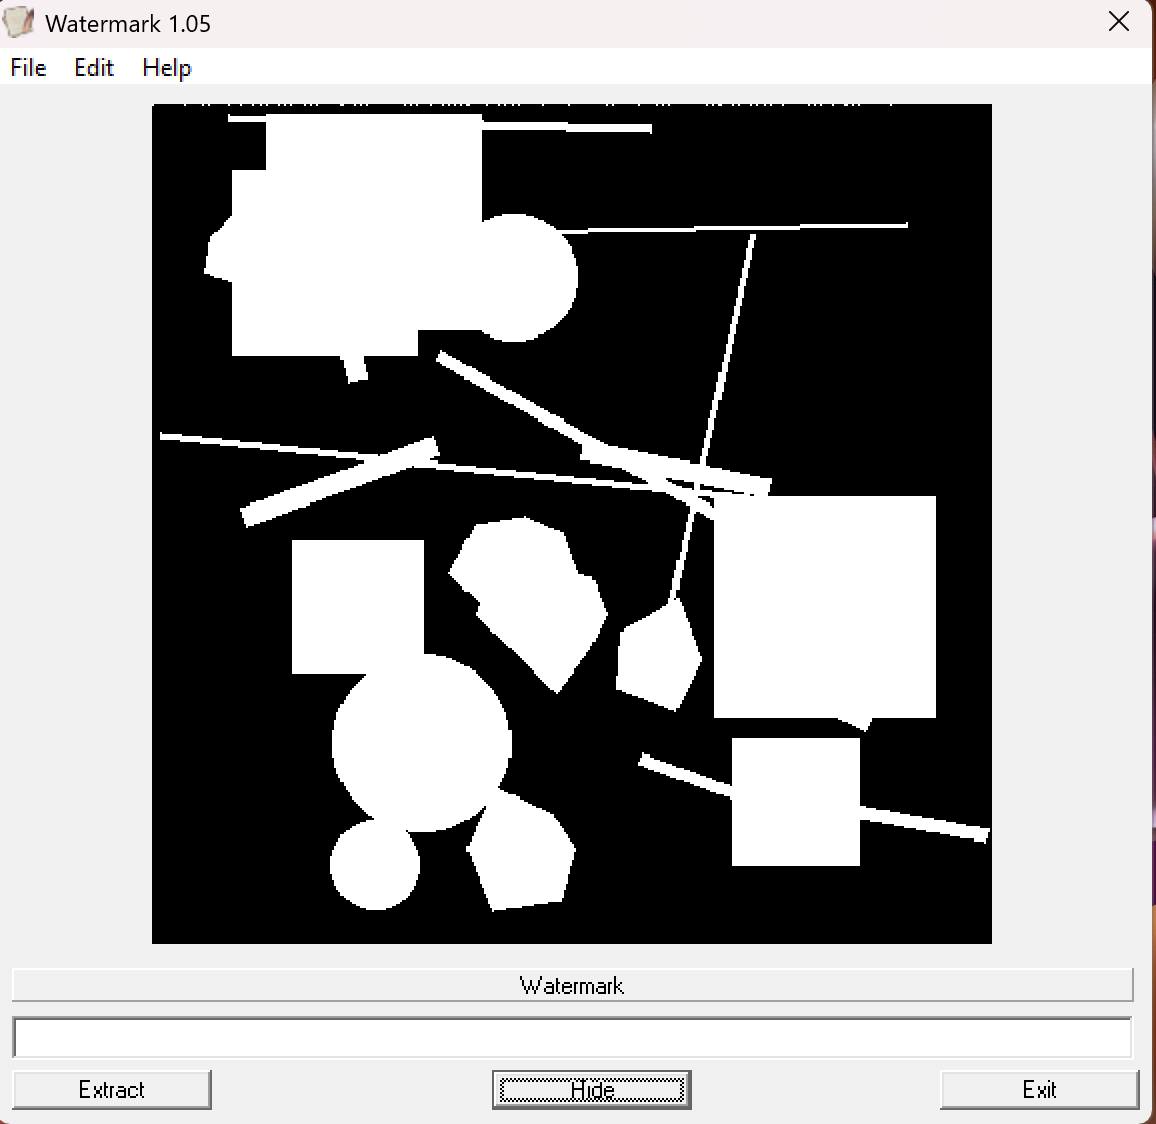 Watermark 1.05
File Edit Help
Watermark
Extract Hide Exit